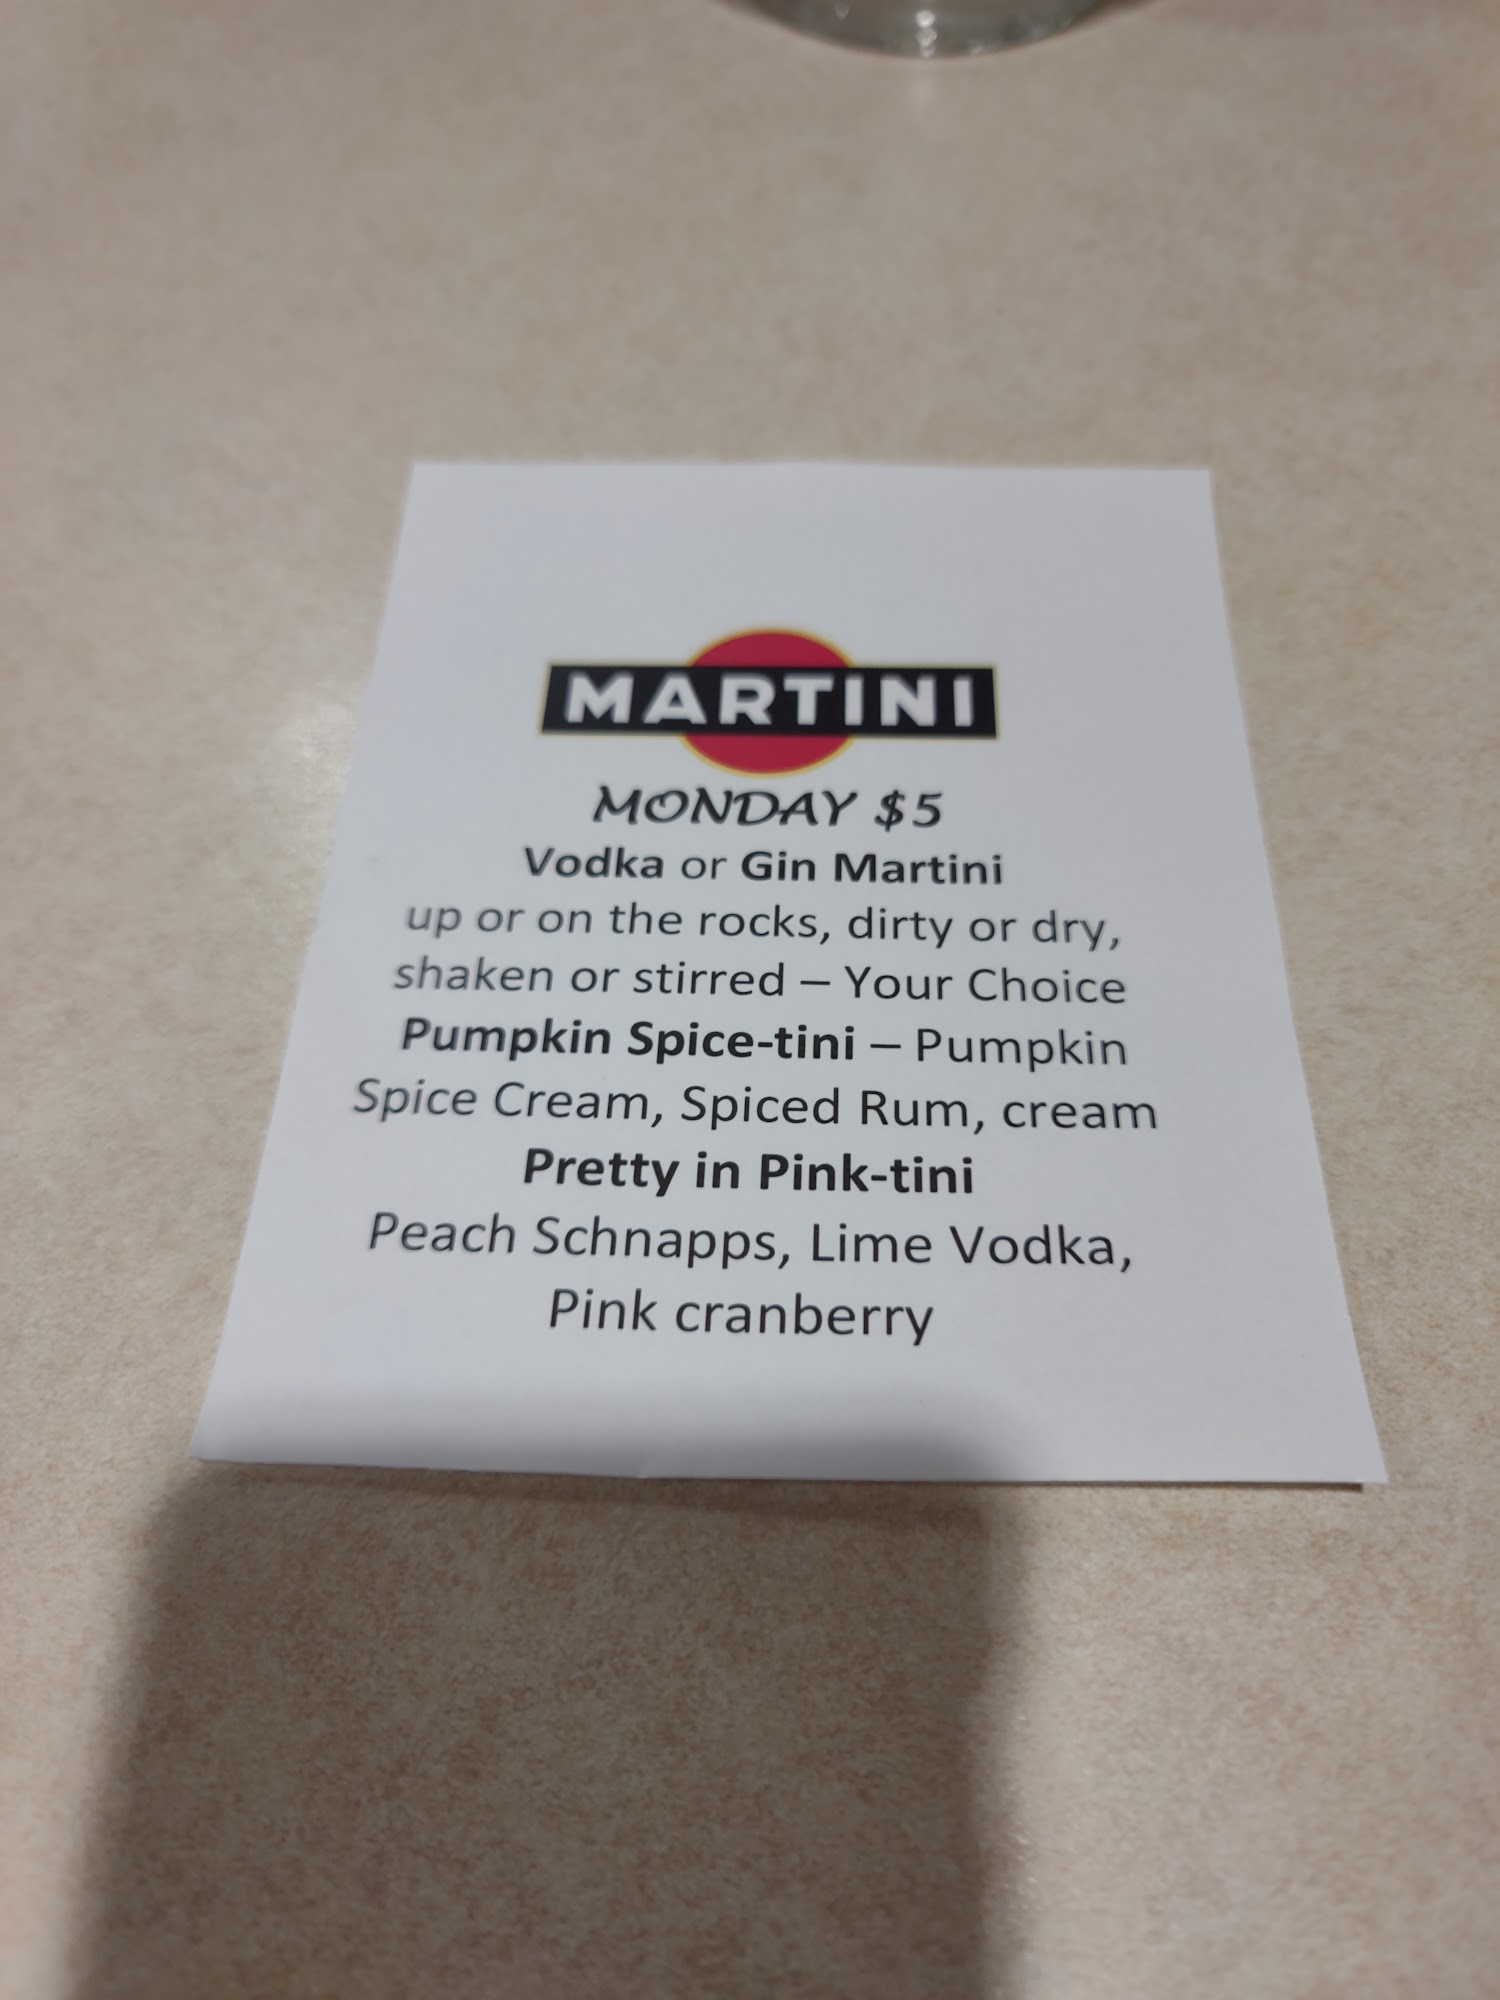 MARTINI
MONDAY $5
Vodka or Gin Martini
up or on the rocks, dirty or dry,
shaken or stirred – Your Choice
Pumpkin Spice-tini – Pumpkin
Spice Cream, Spiced Rum, cream
Pretty in Pink-tini
Peach Schnapps, Lime Vodka,
Pink cranberry